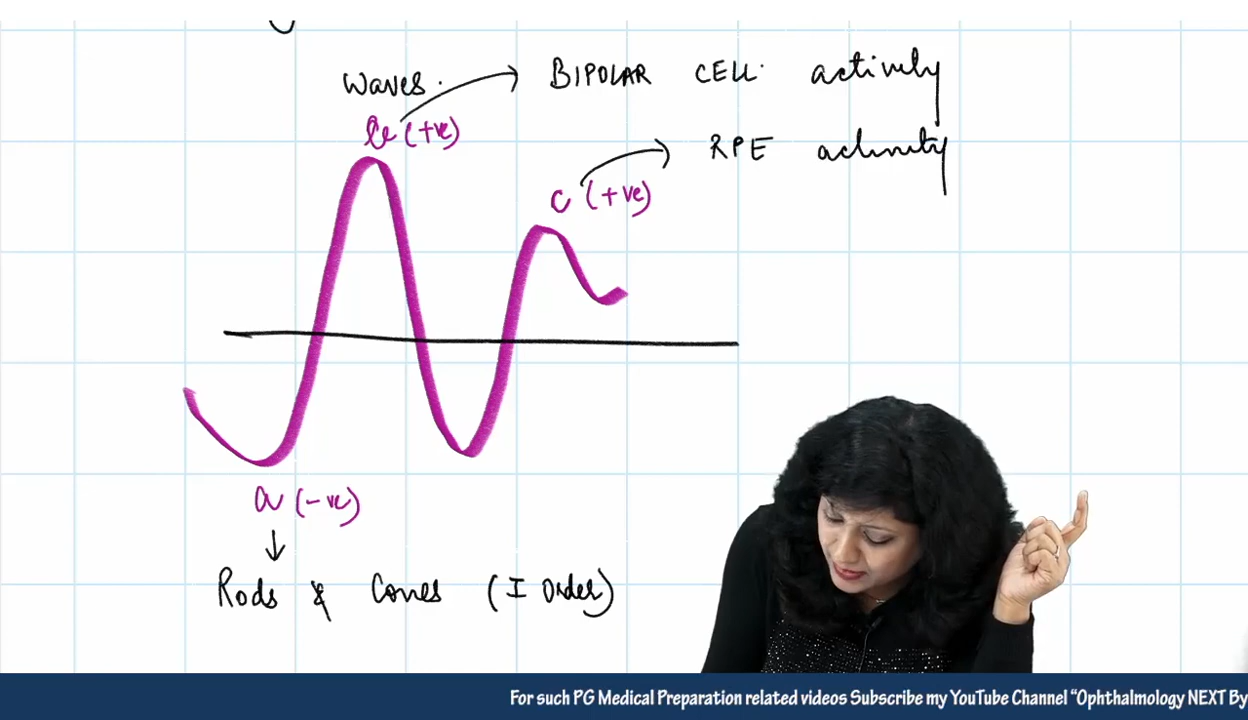 Waves. → BIPOLAR CELL activity
b (+ve)
→ RPE activity
C (+ve)
a (-ve)
↓
Rods & Cones (I Order)
For such PG Medical Preparation related videos Subscribe my YouTube Channel “Ophthalmology NEXT By